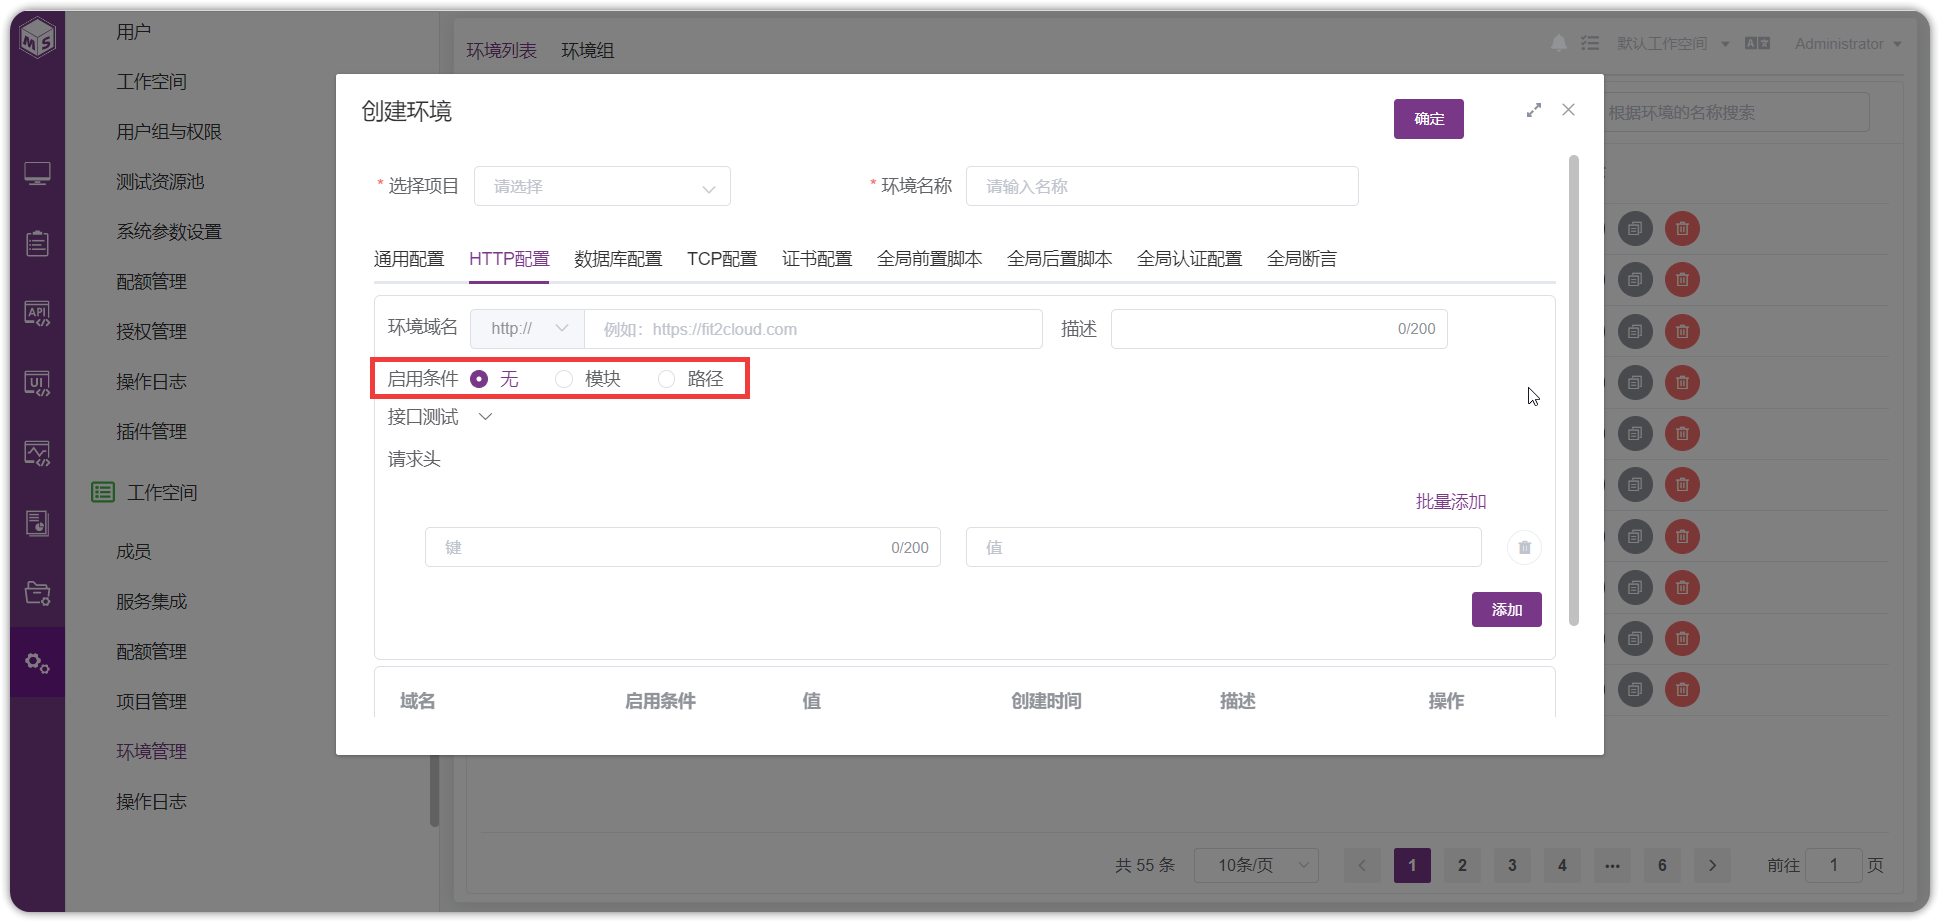 MS
用户
工作空间
用户组与权限
测试资源池
系统参数设置
配额管理
授权管理
操作日志
插件管理
工作空间
成员
服务集成
配额管理
项目管理
环境管理
操作日志
API
UI
环境列表 环境组
默认工作空间 Administrator
根据环境的名称搜索
创建环境
确定
* 选择项目 请选择 * 环境名称 请输入名称
通用配置 HTTP配置 数据库配置 TCP配置 证书配置 全局前置脚本 全局后置脚本 全局认证配置 全局断言
环境域名 http:// 例如：https://fit2cloud.com 描述 0/200
启用条件 无 模块 路径
接口测试
请求头
批量添加
键 0/200 值
添加
域名 启用条件 值 创建时间 描述 操作
共 55 条 10条/页 1 2 3 4 ••• 6 前往 1 页